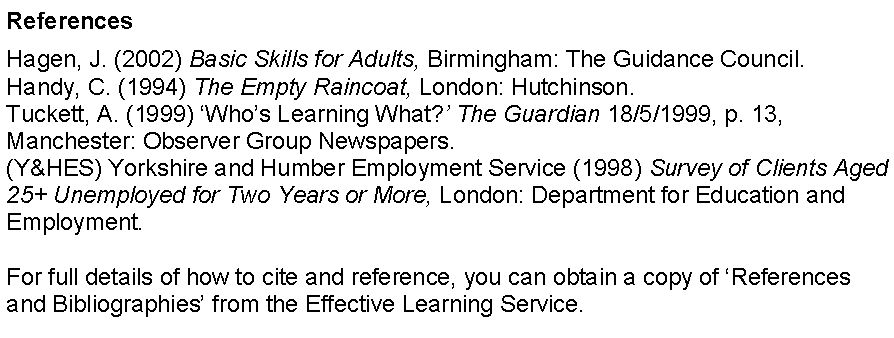 References
Hagen, J. (2002) Basic Skills for Adults, Birmingham: The Guidance Council.
Handy, C. (1994) The Empty Raincoat, London: Hutchinson.
Tuckett, A. (1999) ‘Who’s Learning What?’ The Guardian 18/5/1999, p. 13,
Manchester: Observer Group Newspapers.
(Y&HES) Yorkshire and Humber Employment Service (1998) Survey of Clients Aged
25+ Unemployed for Two Years or More, London: Department for Education and
Employment.
For full details of how to cite and reference, you can obtain a copy of ‘References
and Bibliographies’ from the Effective Learning Service.